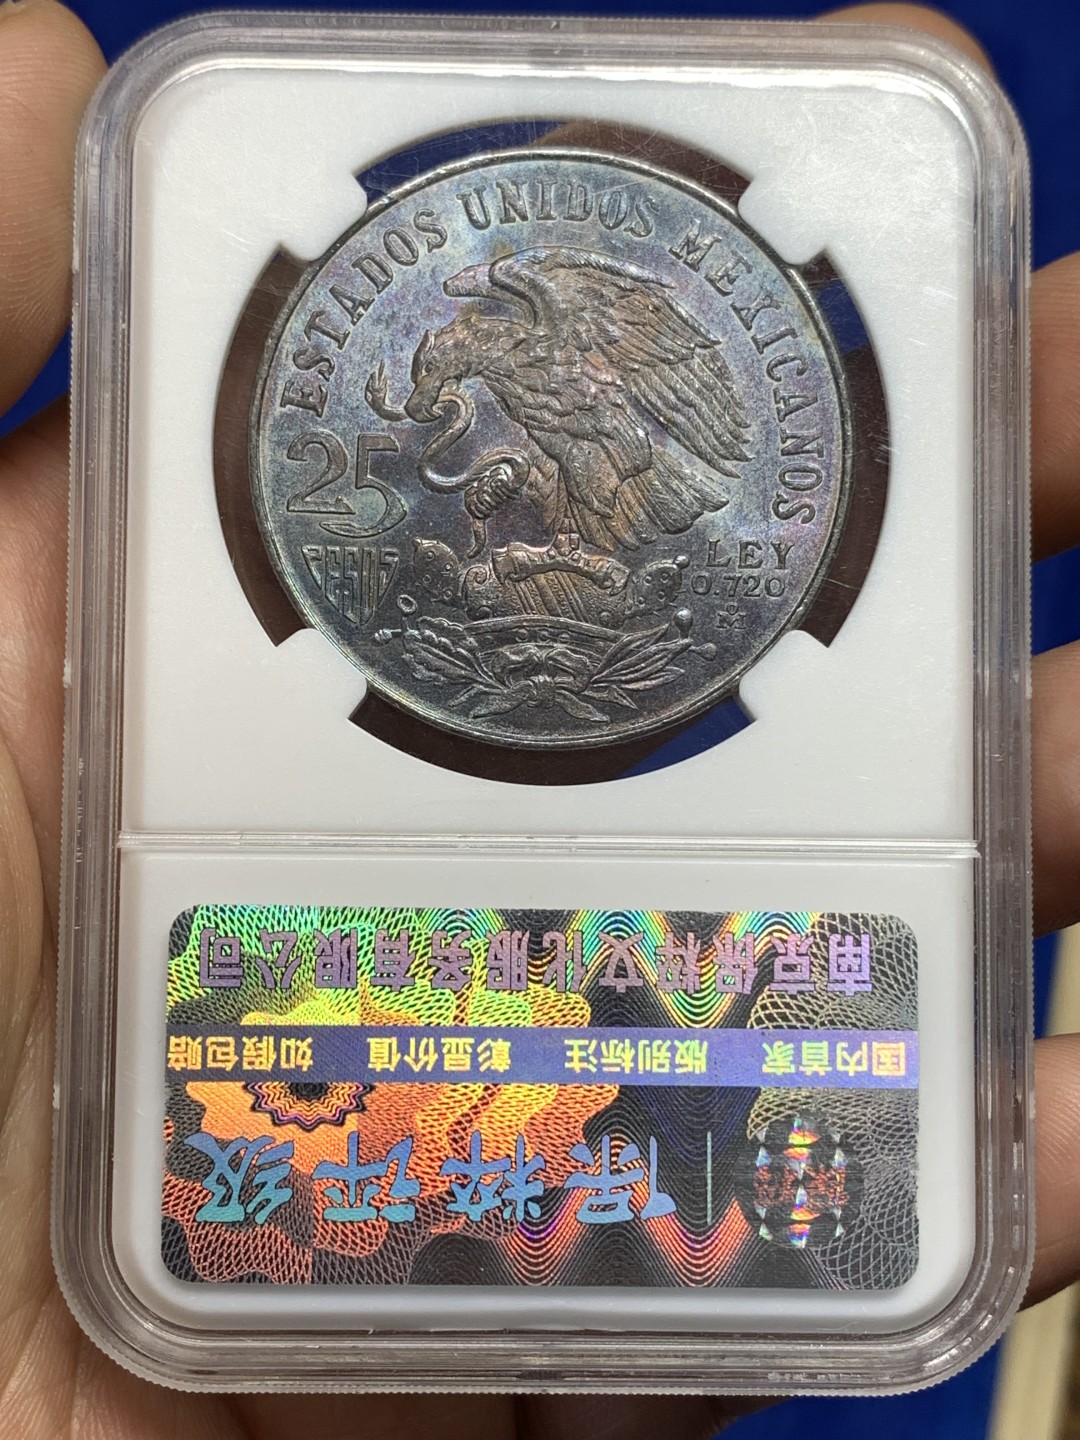 ESTADOS UNIDOS MEXICANOS
25
PESOS
LEY
0.720
M̊
南京保粹文化服务有限公司
国内首家 版别标注 彰显价值 如假包赔
保粹评级